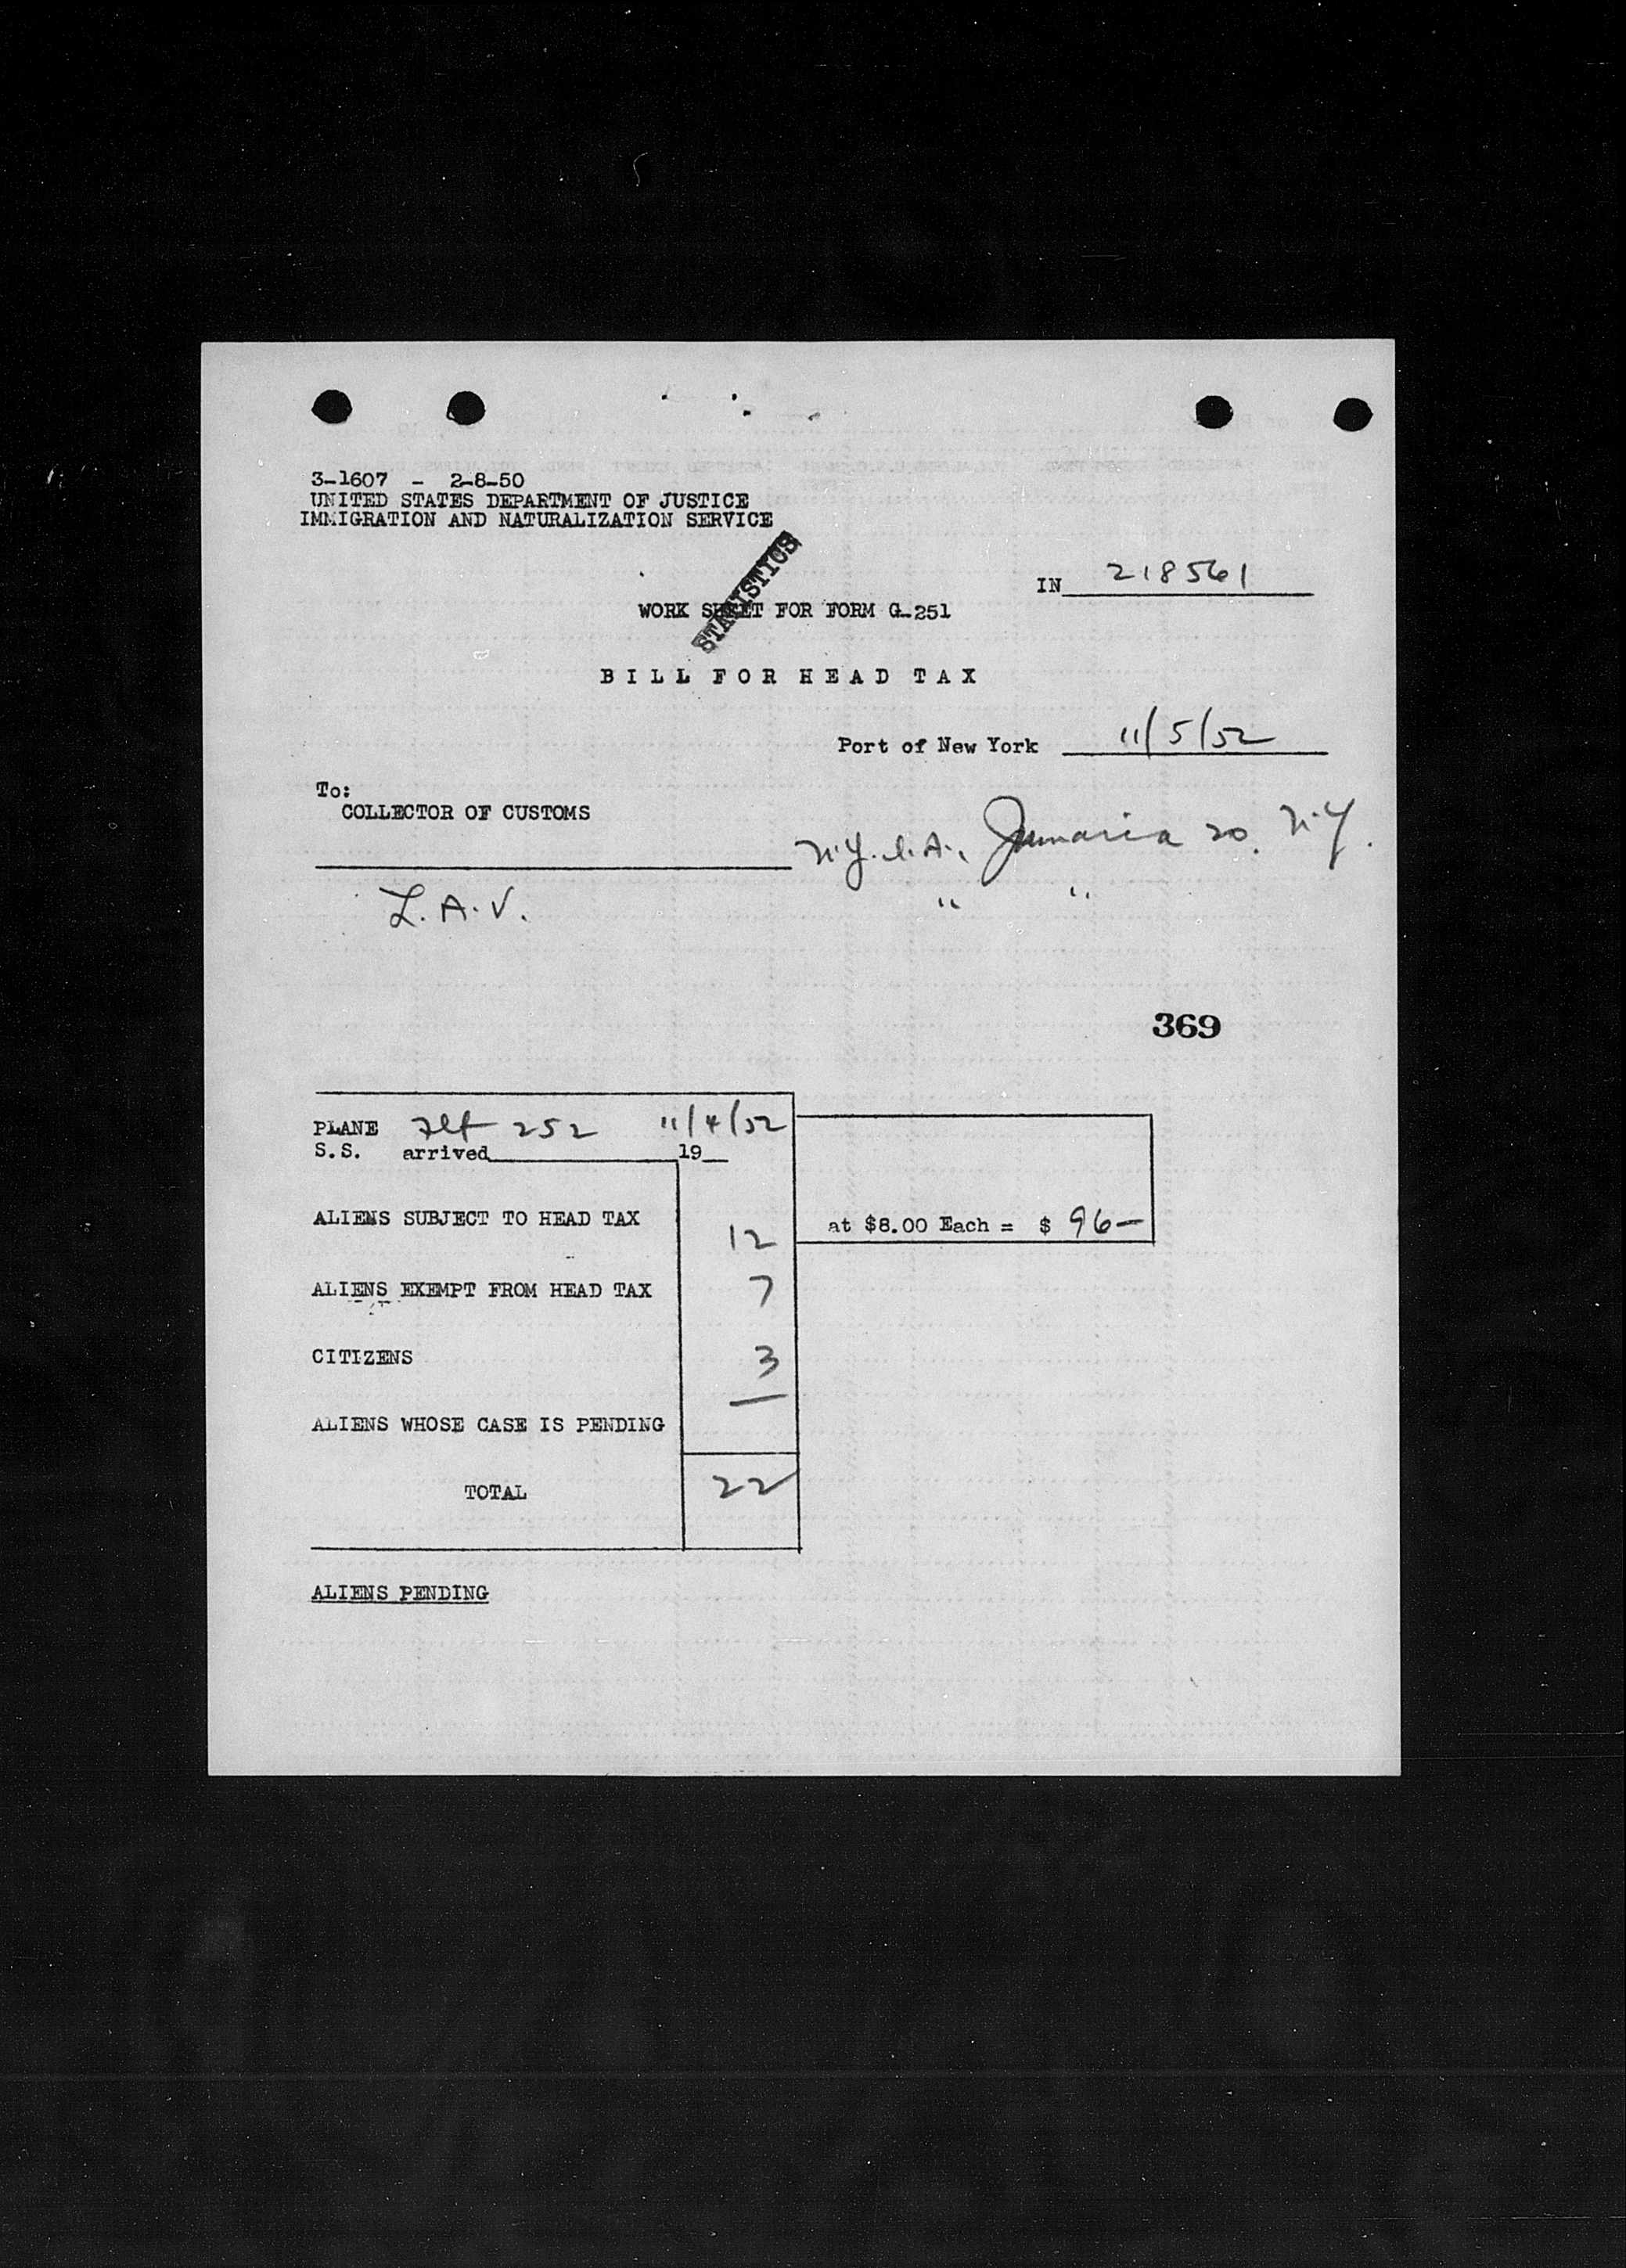 3-1607 - 2-8-50
UNITED STATES DEPARTMENT OF JUSTICE
IMMIGRATION AND NATURALIZATION SERVICE
STATISTICS
IN 218561
WORK SHEET FOR FORM G-251
BILL FOR HEAD TAX
Port of New York 11/5/52
To:
COLLECTOR OF CUSTOMS
N.Y.I.A., Jamaica 20, N.Y.
L.A.V. " "
369
PLANE Flt 252 11/4/52
S.S. arrived 19
ALIENS SUBJECT TO HEAD TAX 12 at $8.00 Each = $ 96—
ALIENS EXEMPT FROM HEAD TAX 7
CITIZENS 3
ALIENS WHOSE CASE IS PENDING
TOTAL 22
ALIENS PENDING